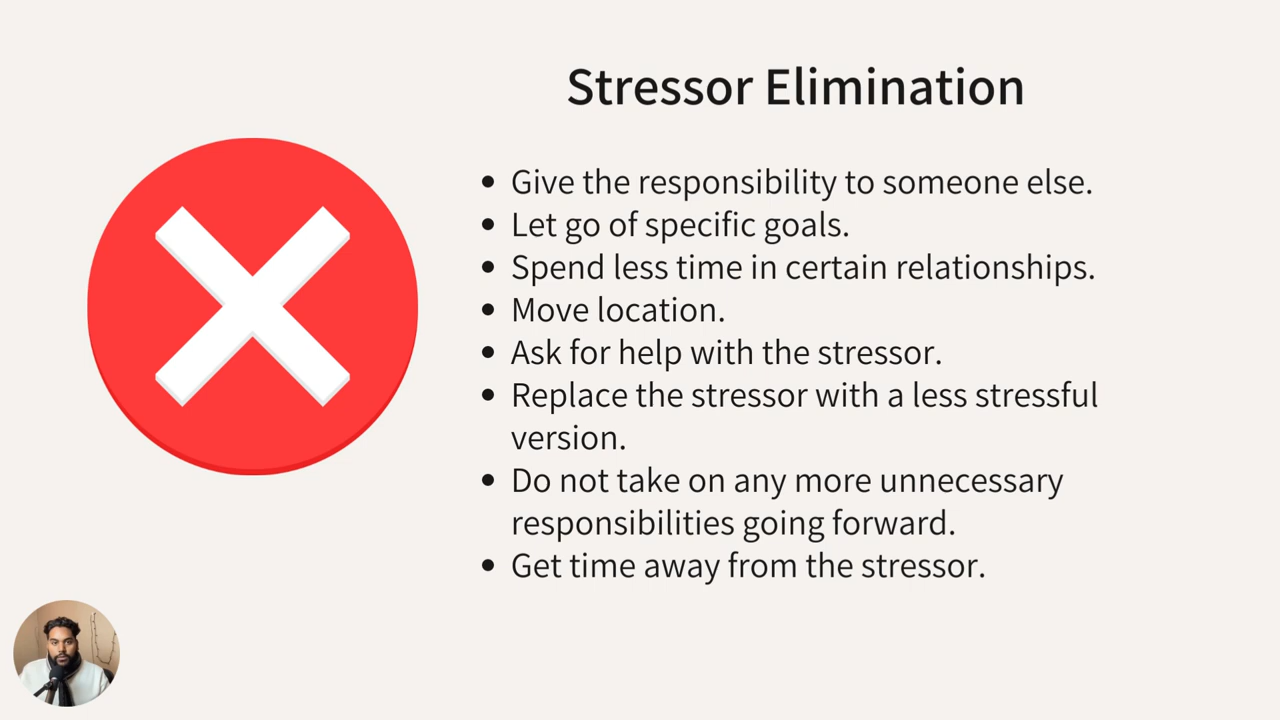 Stressor Elimination
• Give the responsibility to someone else.
• Let go of specific goals.
• Spend less time in certain relationships.
• Move location.
• Ask for help with the stressor.
• Replace the stressor with a less stressful
version.
• Do not take on any more unnecessary
responsibilities going forward.
• Get time away from the stressor.